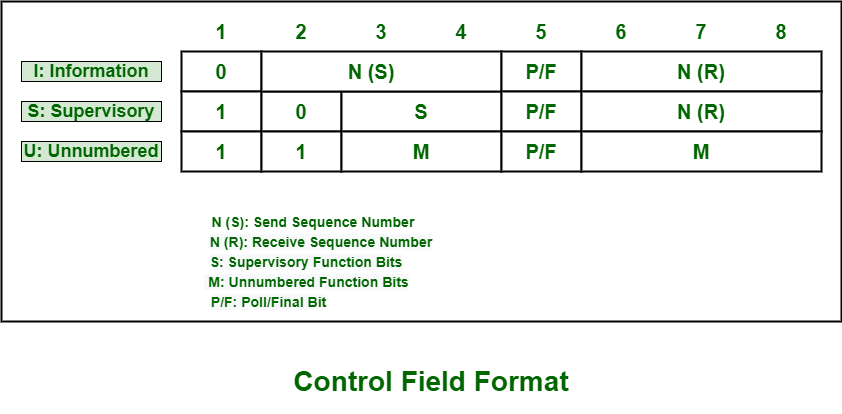 1 2 3 4 5 6 7 8
I: Information 0 N (S) P/F N (R)
S: Supervisory 1 0 S P/F N (R)
U: Unnumbered 1 1 M P/F M
N (S): Send Sequence Number
N (R): Receive Sequence Number
S: Supervisory Function Bits
M: Unnumbered Function Bits
P/F: Poll/Final Bit
Control Field Format